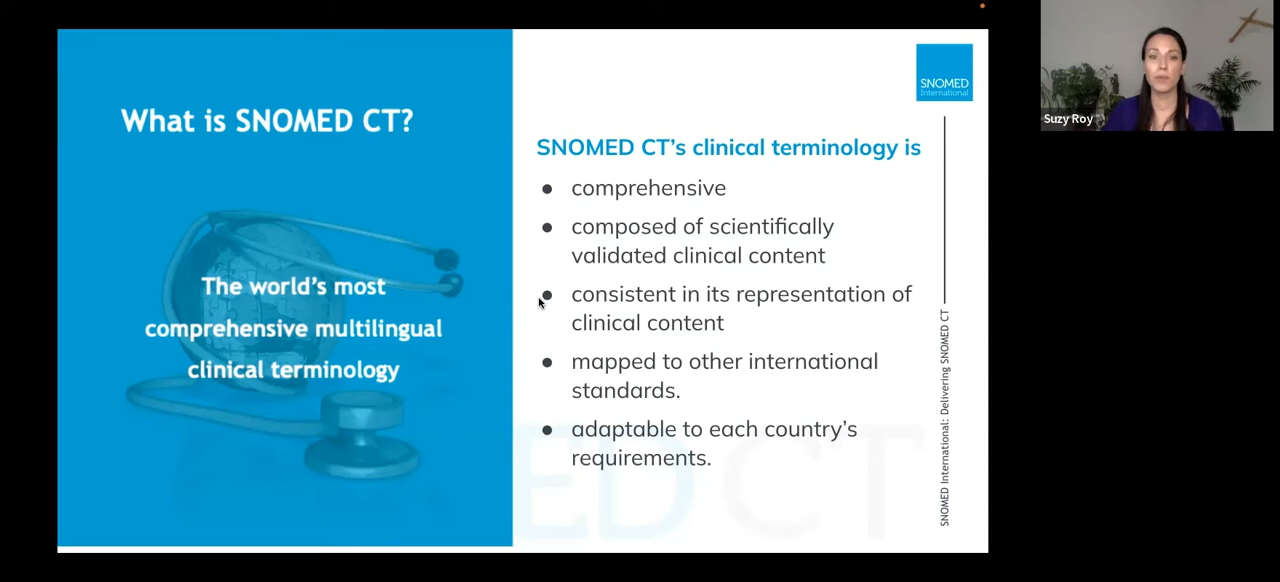 What is SNOMED CT?
The world's most
comprehensive multilingual
clinical terminology
SNOMED
International
SNOMED CT's clinical terminology is
● comprehensive
● composed of scientifically
validated clinical content
● consistent in its representation of
clinical content
● mapped to other international
standards.
● adaptable to each country's
requirements.
ED CT
SNOMED International: Delivering SNOMED CT
Suzy Roy